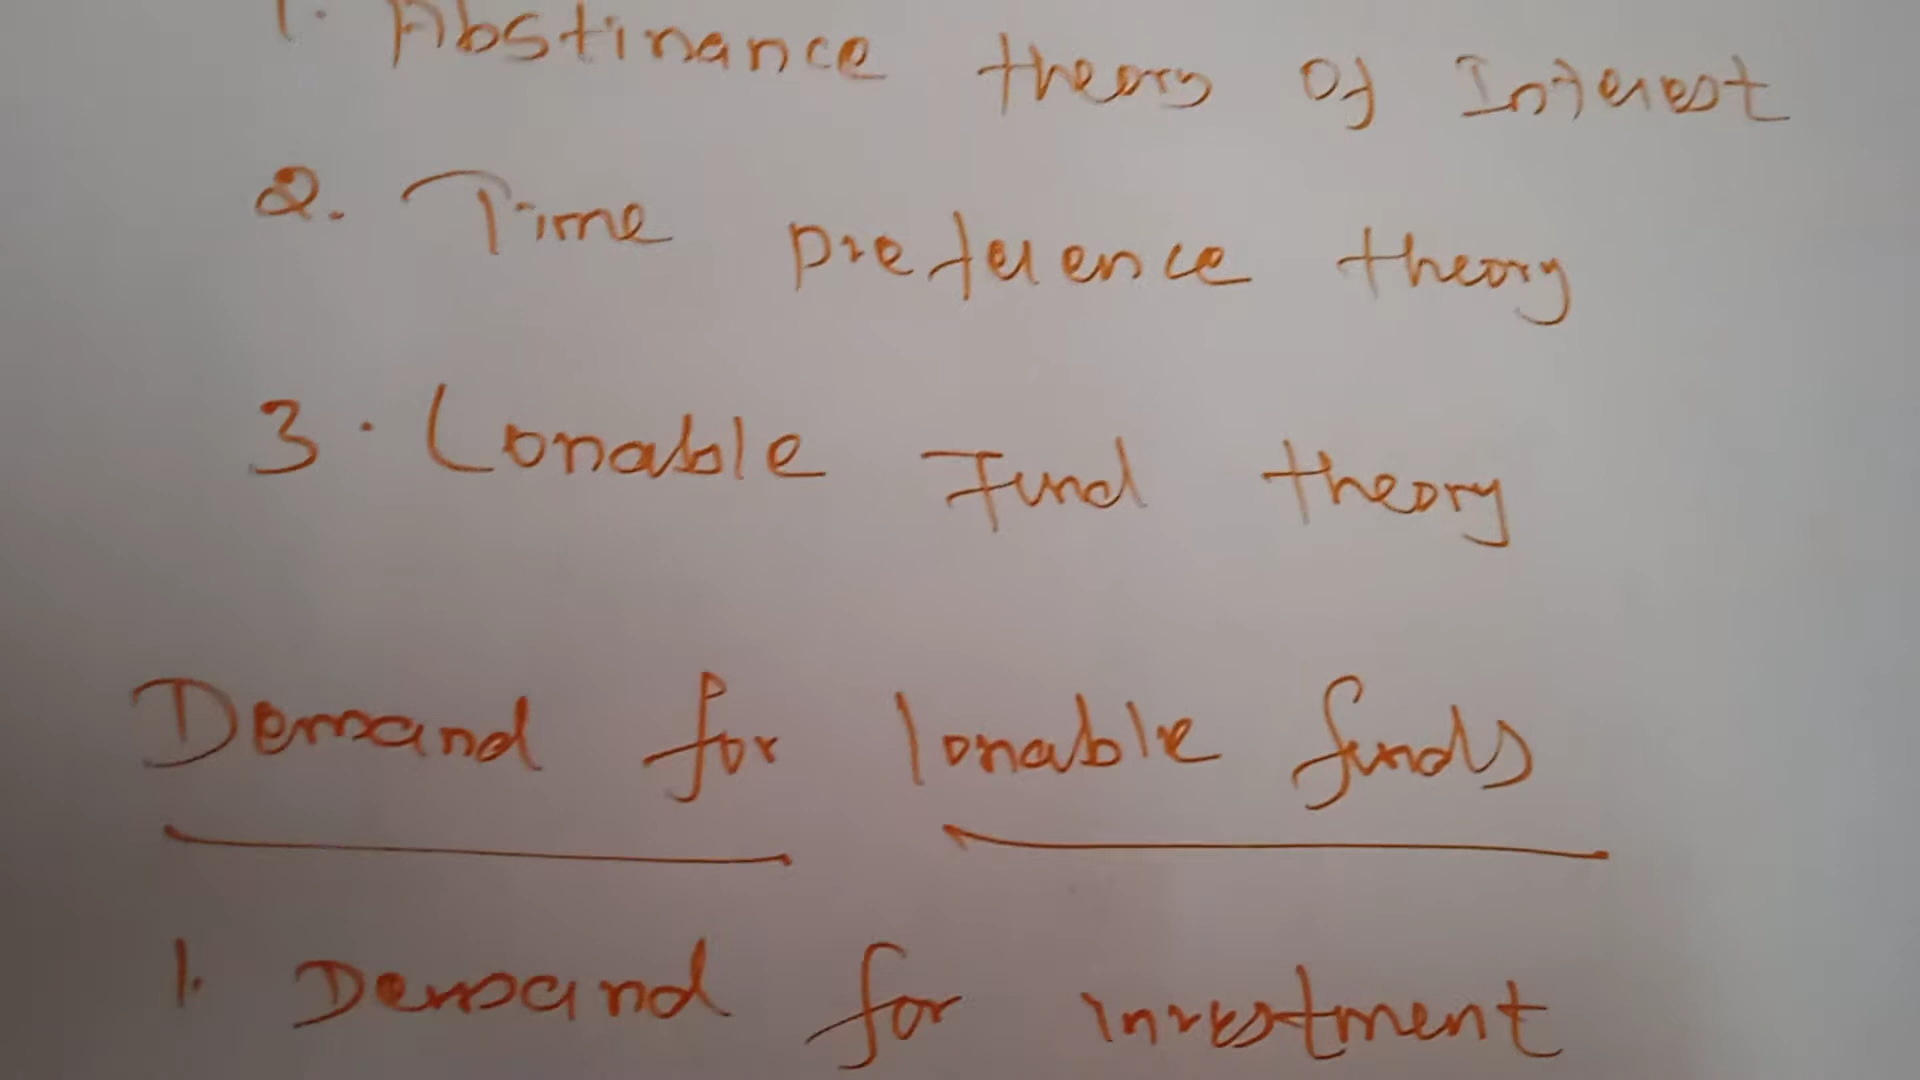 1. Abstinance theory of Interest
2. Time preference theory
3. Lonable Fund theory
Demand for lonable funds
1. Demand for investment